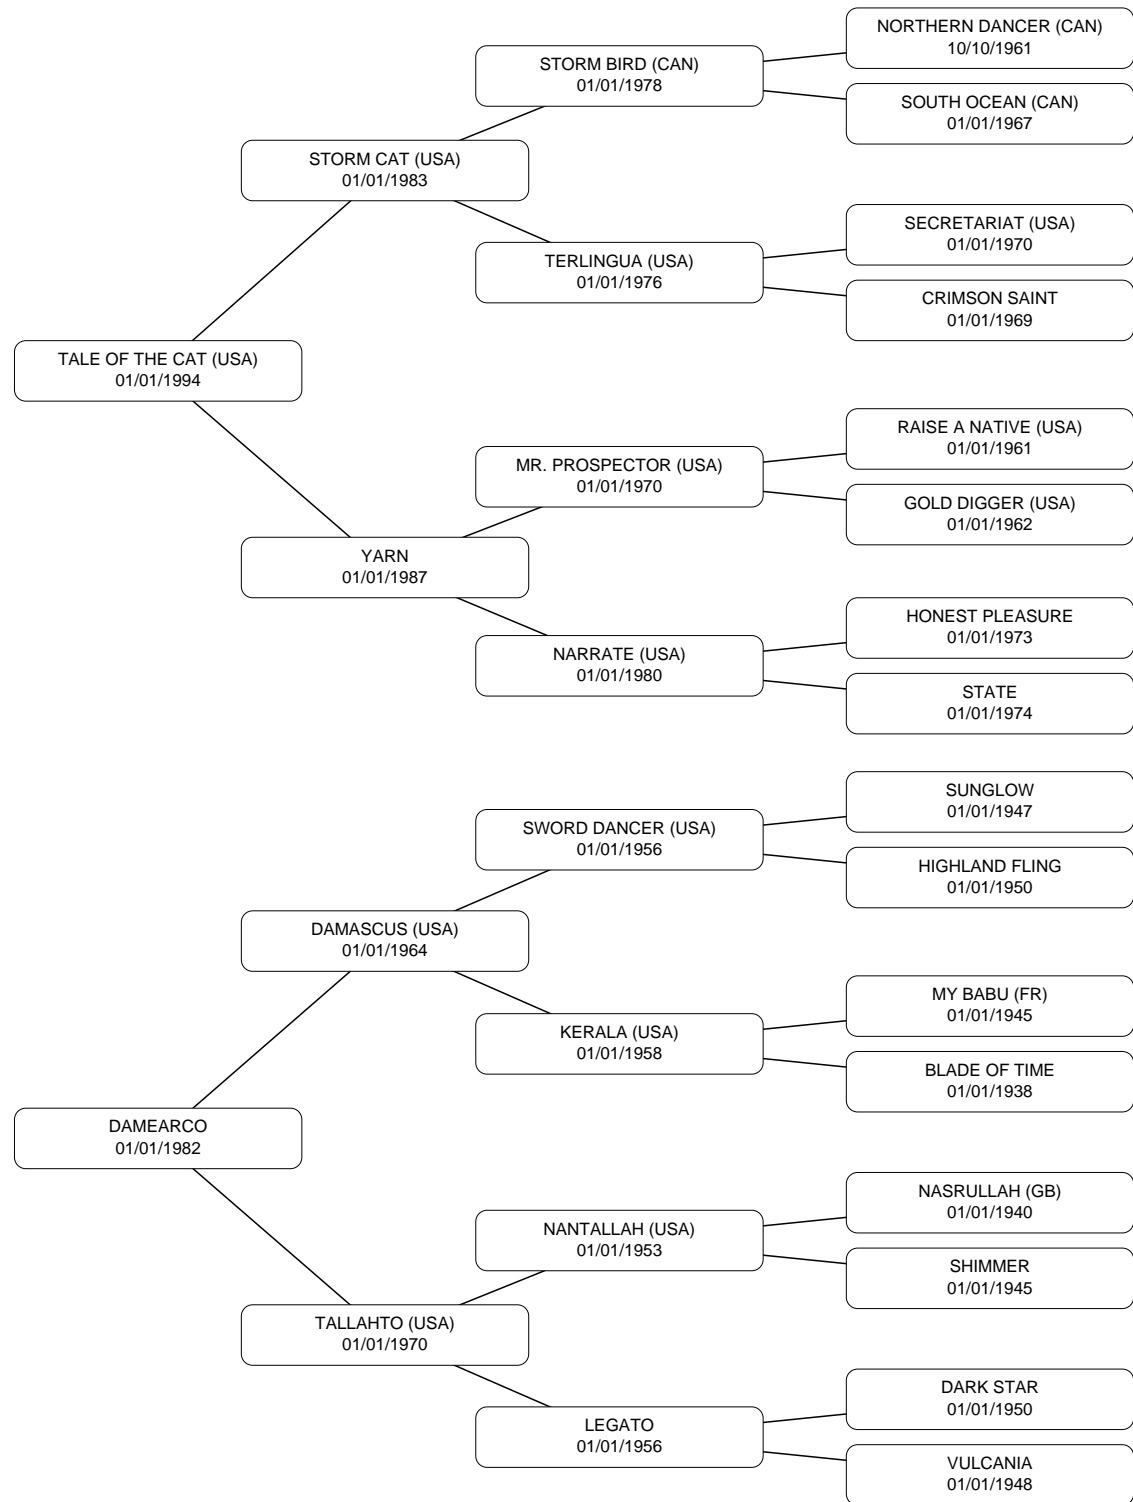 NORTHERN DANCER (CAN)
10/10/1961
STORM BIRD (CAN)
01/01/1978
SOUTH OCEAN (CAN)
01/01/1967
STORM CAT (USA)
01/01/1983
SECRETARIAT (USA)
01/01/1970
TERLINGUA (USA)
01/01/1976
CRIMSON SAINT
01/01/1969
TALE OF THE CAT (USA)
01/01/1994
RAISE A NATIVE (USA)
01/01/1961
MR. PROSPECTOR (USA)
01/01/1970
GOLD DIGGER (USA)
01/01/1962
YARN
01/01/1987
HONEST PLEASURE
01/01/1973
NARRATE (USA)
01/01/1980
STATE
01/01/1974
SUNGLOW
01/01/1947
SWORD DANCER (USA)
01/01/1956
HIGHLAND FLING
01/01/1950
DAMASCUS (USA)
01/01/1964
MY BABU (FR)
01/01/1945
KERALA (USA)
01/01/1958
BLADE OF TIME
01/01/1938
DAMEARCO
01/01/1982
NASRULLAH (GB)
01/01/1940
NANTALLAH (USA)
01/01/1953
SHIMMER
01/01/1945
TALLAHTO (USA)
01/01/1970
DARK STAR
01/01/1950
LEGATO
01/01/1956
VULCANIA
01/01/1948